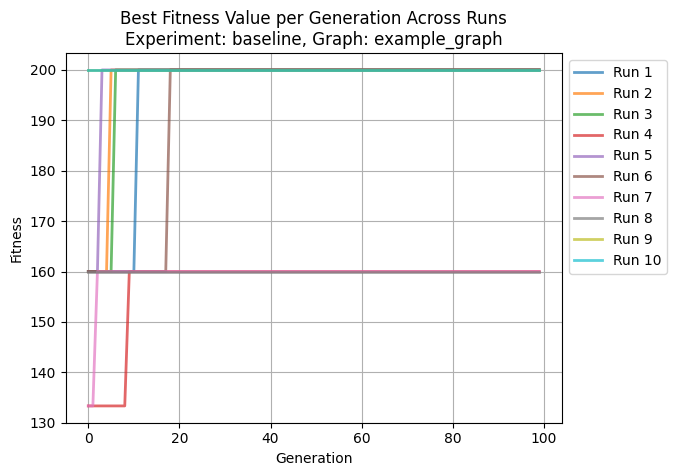 Best Fitness Value per Generation Across Runs
Experiment: baseline, Graph: example_graph
Fitness
200
190
180
170
160
150
140
130
0
20
40
60
80
100
Generation
Run 1
Run 2
Run 3
Run 4
Run 5
Run 6
Run 7
Run 8
Run 9
Run 10